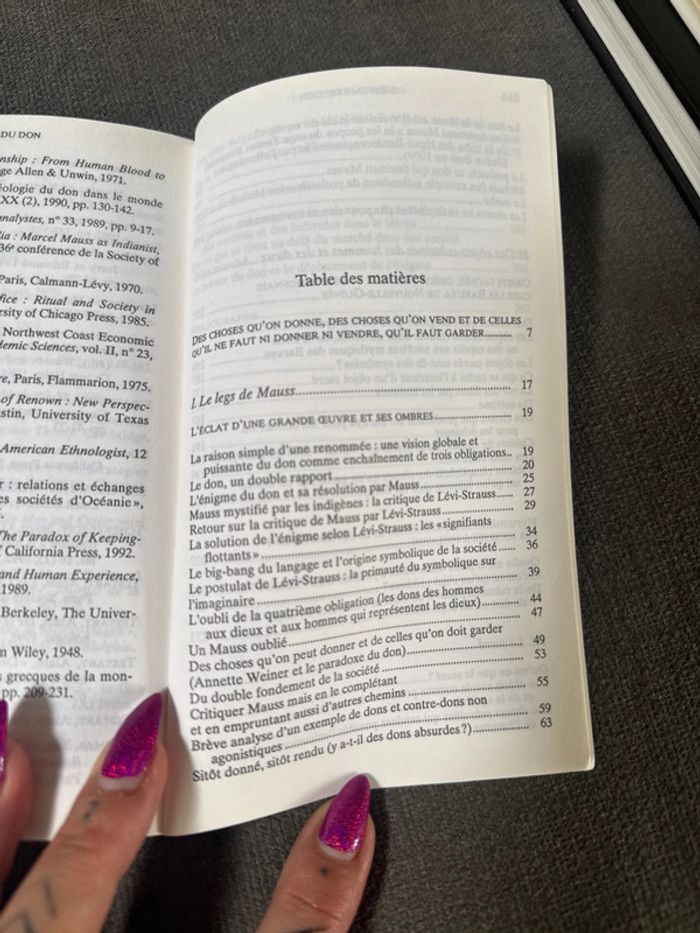 DU DON
nship : From Human Blood to
ge Allen & Unwin, 1971.
éologie du don dans le monde
XX (2), 1990, pp. 130-142.
analystes, n° 33, 1989, pp. 9-17.
ia : Marcel Mauss as Indianist,
36e conférence de la Society of
Paris, Calmann-Lévy, 1970.
fice : Ritual and Society in
rsity of Chicago Press, 1985.
Northwest Coast Economic
demic Sciences, vol. II, n° 23,
re, Paris, Flammarion, 1975.
of Renown : New Perspec-
stin, University of Texas
American Ethnologist, 12
r : relations et échanges
es sociétés d'Océanie»,
The Paradox of Keeping-
f California Press, 1992.
and Human Experience,
1989.
Berkeley, The Univer-
n Wiley, 1948.
s grecques de la mon-
pp. 209-231.
Table des matières
DES CHOSES QU'ON DONNE, DES CHOSES QU'ON VEND ET DE CELLES
QU'IL NE FAUT NI DONNER NI VENDRE, QU'IL FAUT GARDER.......... 7
I. Le legs de Mauss.......... 17
L'ÉCLAT D'UNE GRANDE ŒUVRE ET SES OMBRES.......... 19
La raison simple d'une renommée : une vision globale et
puissante du don comme enchaînement de trois obligations.. 19
Le don, un double rapport.......... 20
L'énigme du don et sa résolution par Mauss.......... 25
Mauss mystifié par les indigènes : la critique de Lévi-Strauss.......... 27
Retour sur la critique de Mauss par Lévi-Strauss.......... 29
La solution de l'énigme selon Lévi-Strauss : les «signifiants
flottants».......... 34
Le big-bang du langage et l'origine symbolique de la société...... 36
Le postulat de Lévi-Strauss : la primauté du symbolique sur
l'imaginaire.......... 39
L'oubli de la quatrième obligation (les dons des hommes
aux dieux et aux hommes qui représentent les dieux).......... 44
Un Mauss oublié.......... 47
Des choses qu'on peut donner et de celles qu'on doit garder
(Annette Weiner et le paradoxe du don).......... 49
Du double fondement de la société.......... 53
Critiquer Mauss mais en le complétant
et en empruntant aussi d'autres chemins.......... 55
Brève analyse d'un exemple de dons et contre-dons non
agonistiques.......... 59
Sitôt donné, sitôt rendu (y a-t-il des dons absurdes ?).......... 63